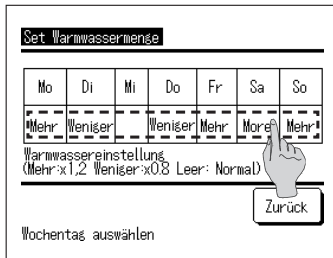 Set Warmwassermenge
Mo Di Mi Do Fr Sa So
Mehr Weniger Weniger Mehr More Mehr
Warmwassereinstellung
(Mehr:x1,2 Weniger:x0.8 Leer: Normal)
Zurück
Wochentag auswählen